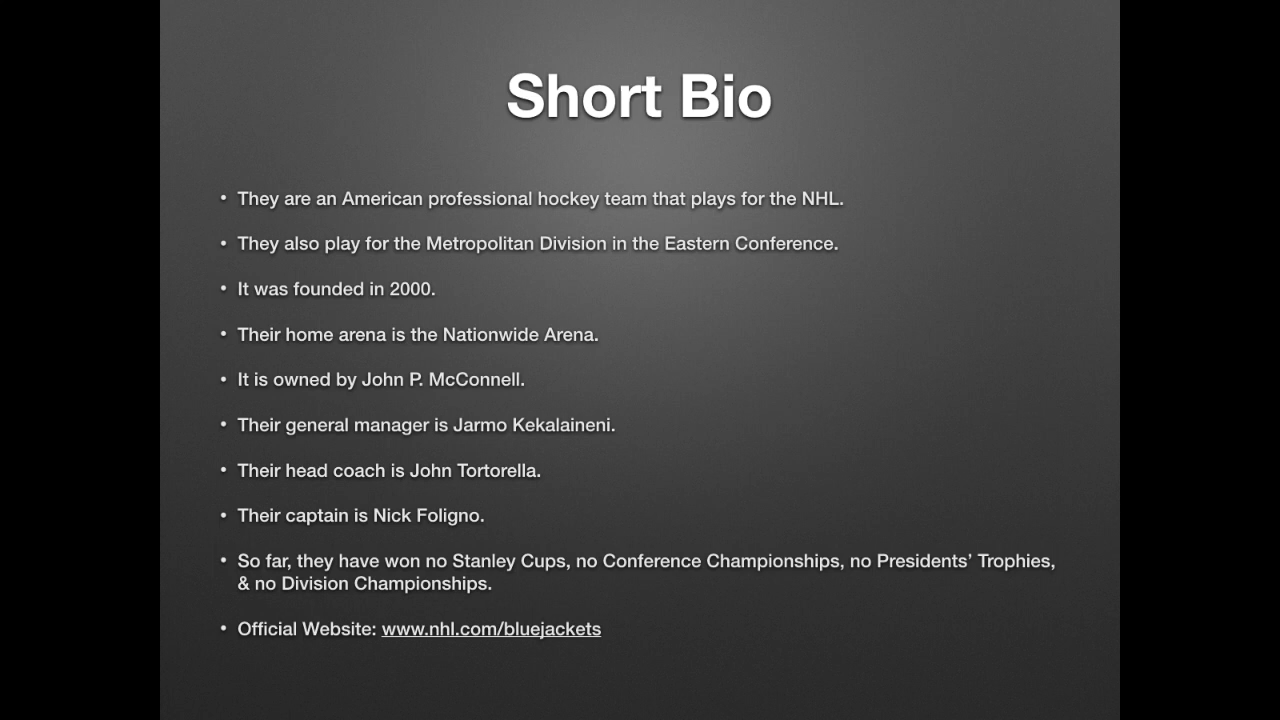 Short Bio
• They are an American professional hockey team that plays for the NHL.
• They also play for the Metropolitan Division in the Eastern Conference.
• It was founded in 2000.
• Their home arena is the Nationwide Arena.
• It is owned by John P. McConnell.
• Their general manager is Jarmo Kekalaineni.
• Their head coach is John Tortorella.
• Their captain is Nick Foligno.
• So far, they have won no Stanley Cups, no Conference Championships, no Presidents’ Trophies,
& no Division Championships.
• Official Website: www.nhl.com/bluejackets